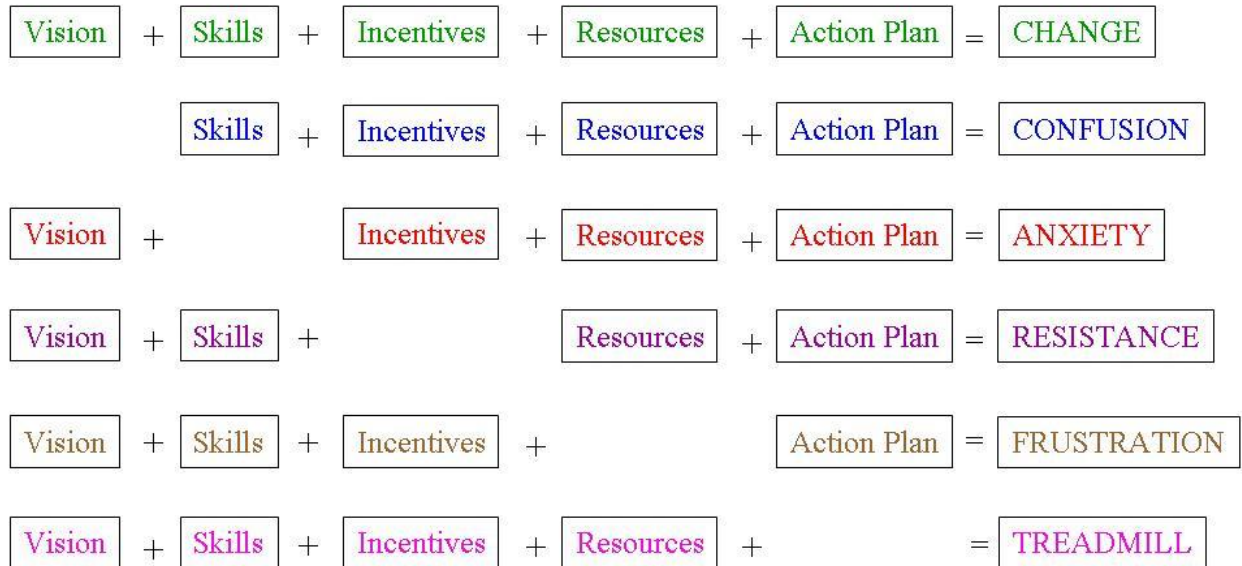 Vision + Skills + Incentives + Resources + Action Plan = CHANGE
Skills + Incentives + Resources + Action Plan = CONFUSION
Vision + Incentives + Resources + Action Plan = ANXIETY
Vision + Skills + Resources + Action Plan = RESISTANCE
Vision + Skills + Incentives + Action Plan = FRUSTRATION
Vision + Skills + Incentives + Resources + = TREADMILL